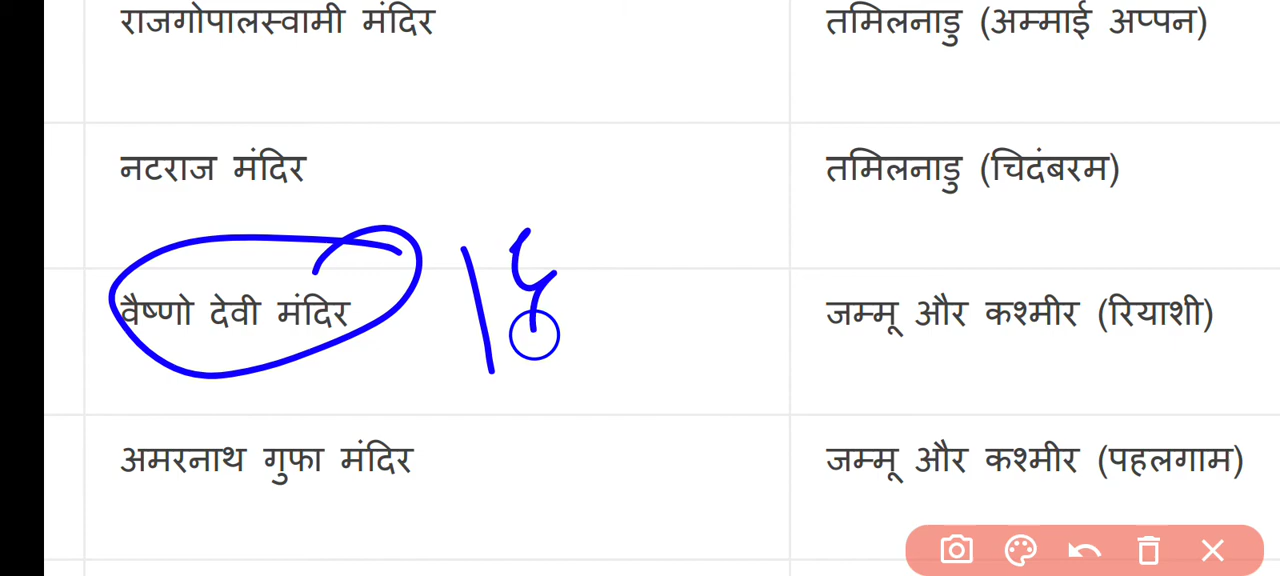 राजगोपालस्वामी मंदिर तमिलनाडु (अम्माई अप्पन)
नटराज मंदिर तमिलनाडु (चिदंबरम)
वैष्णो देवी मंदिर जम्मू और कश्मीर (रियाशी)
अमरनाथ गुफा मंदिर जम्मू और कश्मीर (पहलगाम)